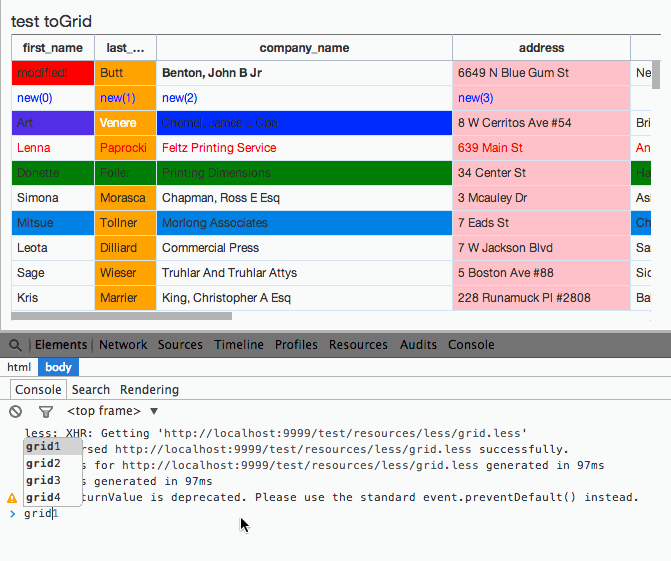 test toGrid
first_name last_... company_name address
modified! Butt Benton, John B Jr 6649 N Blue Gum St Ne
new(0) new(1) new(2) new(3)
Art Venere Chemel, James L Cpa 8 W Cerritos Ave #54 Bri
Lenna Paprocki Feltz Printing Service 639 Main St An
Donette Foller Printing Dimensions 34 Center St Ha
Simona Morasca Chapman, Ross E Esq 3 Mcauley Dr Asl
Mitsue Tollner Morlong Associates 7 Eads St Ch
Leota Dilliard Commercial Press 7 W Jackson Blvd Sa
Sage Wieser Truhlar And Truhlar Attys 5 Boston Ave #88 Sio
Kris Marrier King, Christopher A Esq 228 Runamuck Pl #2808 Bal
Elements Network Sources Timeline Profiles Resources Audits Console
html body
Console Search Rendering
<top frame> ▼
less: XHR: Getting 'http://localhost:9999/test/resources/less/grid.less'
grid1 rsed http://localhost:9999/test/resources/less/grid.less successfully.
grid2 s for http://localhost:9999/test/resources/less/grid.less generated in 97ms
grid3 s generated in 97ms
grid4 turnValue is deprecated. Please use the standard event.preventDefault() instead.
> grid1